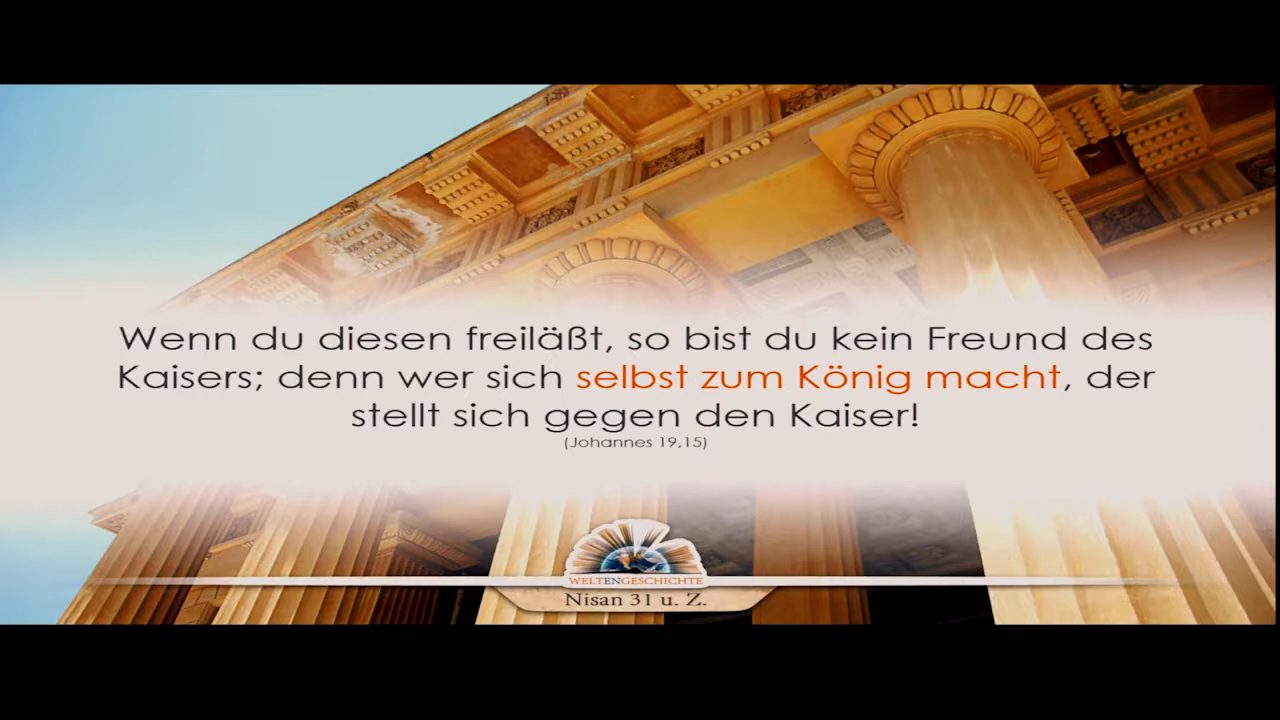 Wenn du diesen freiläßt, so bist du kein Freund des
Kaisers; denn wer sich selbst zum König macht, der
stellt sich gegen den Kaiser!
(Johannes 19,15)
WELTENGESCHICHTE
Nisan 31 u. Z.